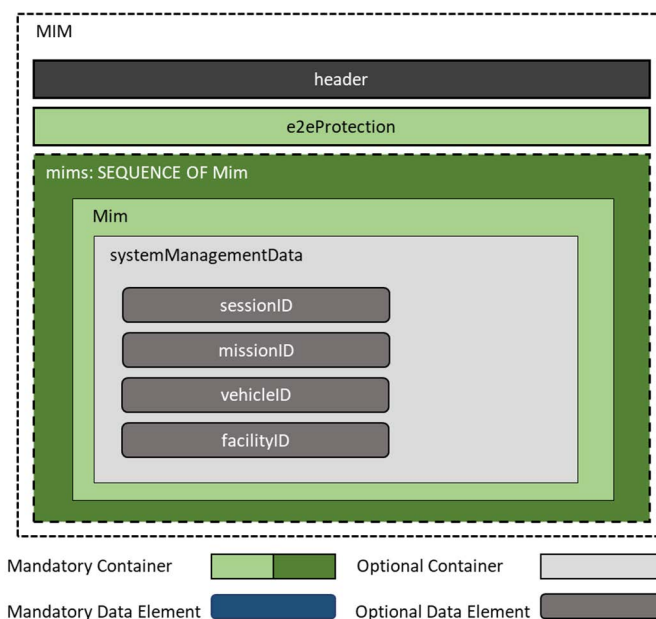 MIM
header
e2eProtection
mims: SEQUENCE OF Mim
Mim
systemManagementData
sessionID
missionID
vehicleID
facilityID
Mandatory Container
Optional Container
Mandatory Data Element
Optional Data Element